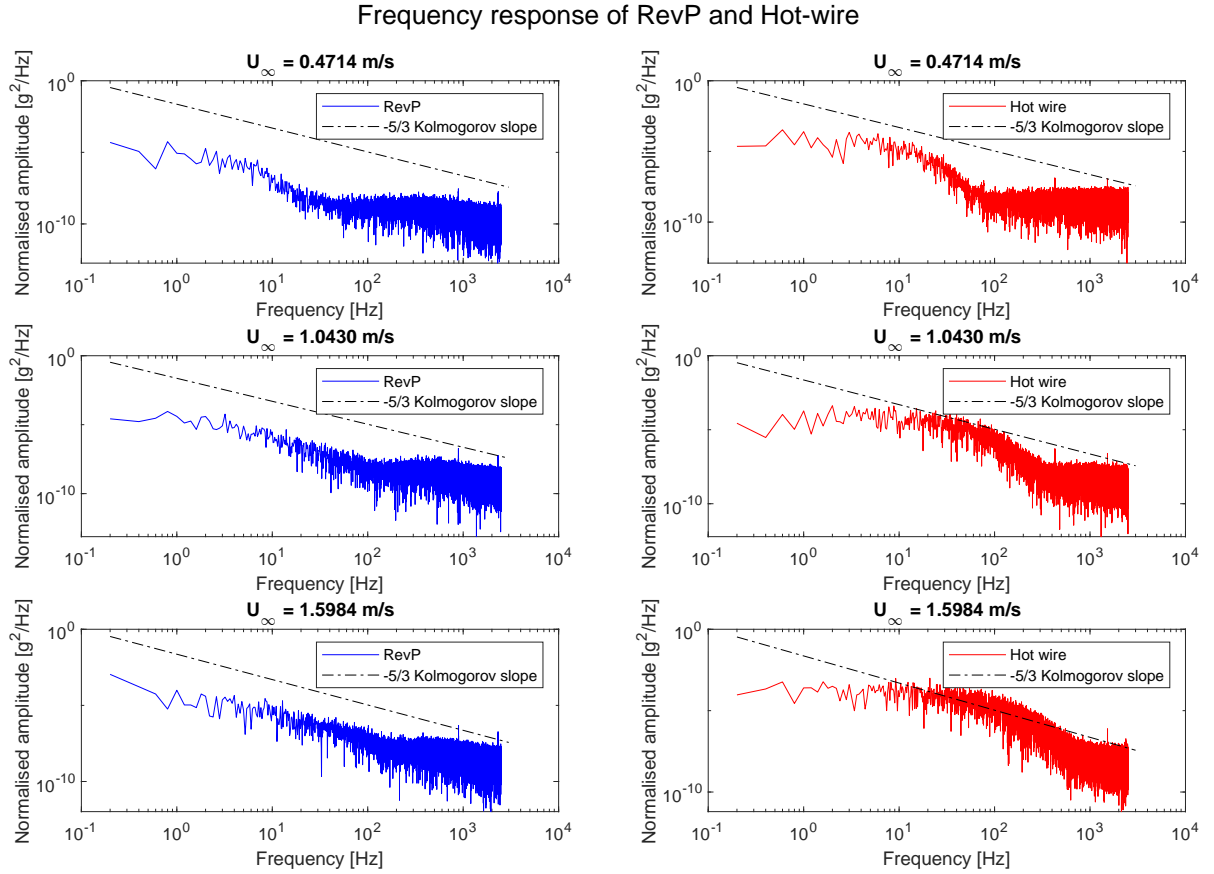 Frequency response of RevP and Hot-wire
U∞ = 0.4714 m/s
Normalised amplitude [g²/Hz]
10⁰
10⁻¹⁰
RevP
-5/3 Kolmogorov slope
10⁻¹ 10⁰ 10¹ 10² 10³ 10⁴
Frequency [Hz]
U∞ = 0.4714 m/s
Normalised amplitude [g²/Hz]
10⁰
10⁻¹⁰
Hot wire
-5/3 Kolmogorov slope
10⁻¹ 10⁰ 10¹ 10² 10³ 10⁴
Frequency [Hz]
U∞ = 1.0430 m/s
Normalised amplitude [g²/Hz]
10⁰
10⁻¹⁰
RevP
-5/3 Kolmogorov slope
10⁻¹ 10⁰ 10¹ 10² 10³ 10⁴
Frequency [Hz]
U∞ = 1.0430 m/s
Normalised amplitude [g²/Hz]
10⁰
10⁻¹⁰
Hot wire
-5/3 Kolmogorov slope
10⁻¹ 10⁰ 10¹ 10² 10³ 10⁴
Frequency [Hz]
U∞ = 1.5984 m/s
Normalised amplitude [g²/Hz]
10⁰
10⁻¹⁰
RevP
-5/3 Kolmogorov slope
10⁻¹ 10⁰ 10¹ 10² 10³ 10⁴
Frequency [Hz]
U∞ = 1.5984 m/s
Normalised amplitude [g²/Hz]
10⁰
10⁻¹⁰
Hot wire
-5/3 Kolmogorov slope
10⁻¹ 10⁰ 10¹ 10² 10³ 10⁴
Frequency [Hz]